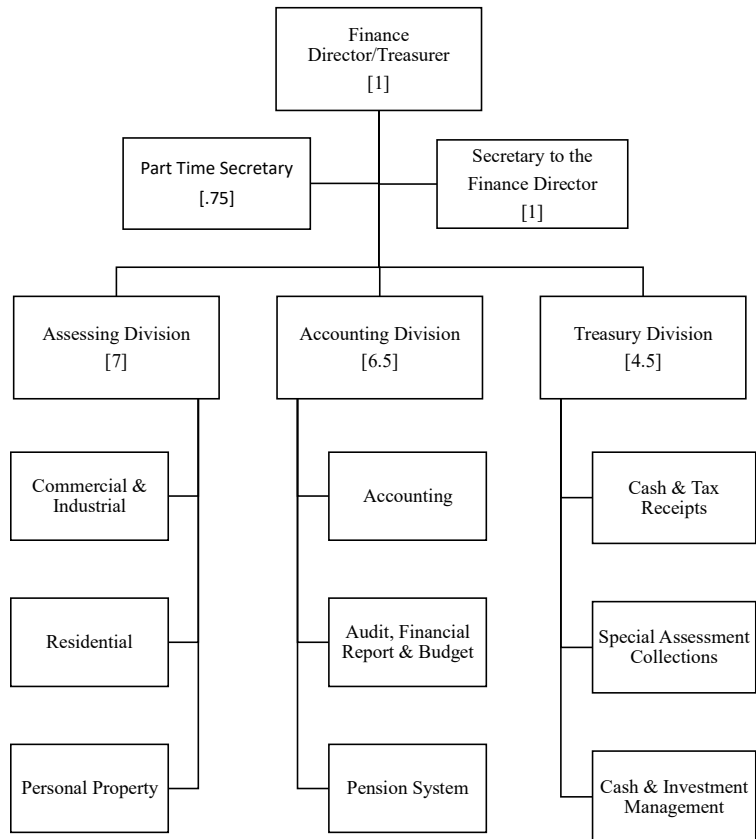 Finance
Director/Treasurer
[1]
Part Time Secretary
[.75]
Secretary to the
Finance Director
[1]
Assessing Division
[7]
Accounting Division
[6.5]
Treasury Division
[4.5]
Commercial &
Industrial
Accounting
Cash & Tax
Receipts
Residential
Audit, Financial
Report & Budget
Special Assessment
Collections
Personal Property
Pension System
Cash & Investment
Management